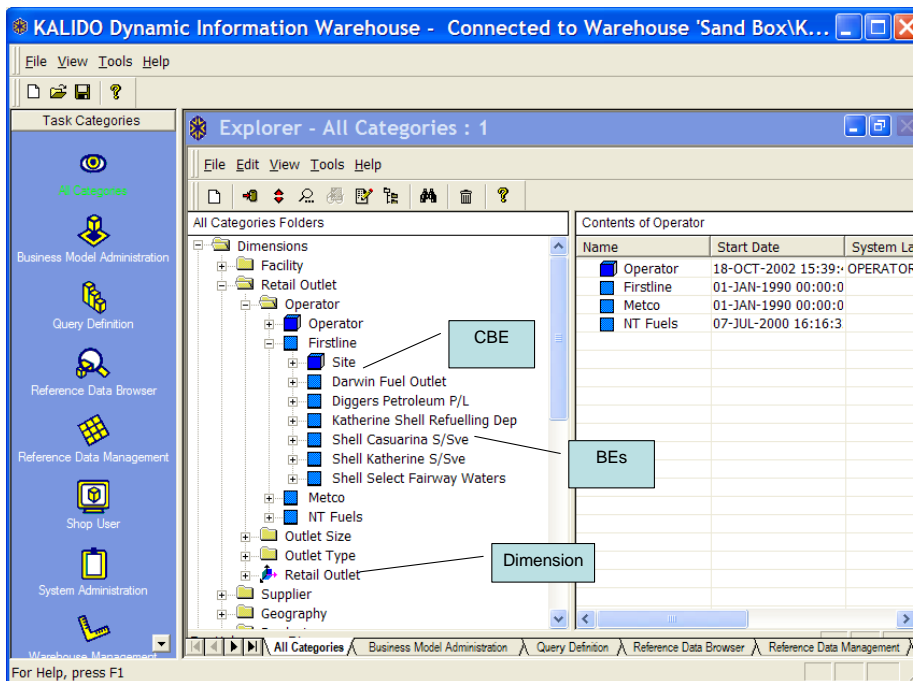 KALIDO Dynamic Information Warehouse - Connected to Warehouse 'Sand Box\K...
File View Tools Help
Task Categories
All Categories
Business Model Administration
Query Definition
Reference Data Browser
Reference Data Management
Shop User
System Administration
Warehouse Management
Explorer - All Categories : 1
File Edit View Tools Help
All Categories Folders
Dimensions
Facility
Retail Outlet
Operator
Operator
Firstline
Site
Darwin Fuel Outlet
Diggers Petroleum P/L
Katherine Shell Refuelling Dep
Shell Casuarina S/Sve
Shell Katherine S/Sve
Shell Select Fairway Waters
Metco
NT Fuels
Outlet Size
Outlet Type
Retail Outlet
Supplier
Geography
CBE
BEs
Dimension
Contents of Operator
Name Start Date System La
Operator 18-OCT-2002 15:39:4 OPERATOR
Firstline 01-JAN-1990 00:00:0
Metco 01-JAN-1990 00:00:0
NT Fuels 07-JUL-2000 16:16:3
All Categories Business Model Administration Query Definition Reference Data Browser Reference Data Management
For Help, press F1